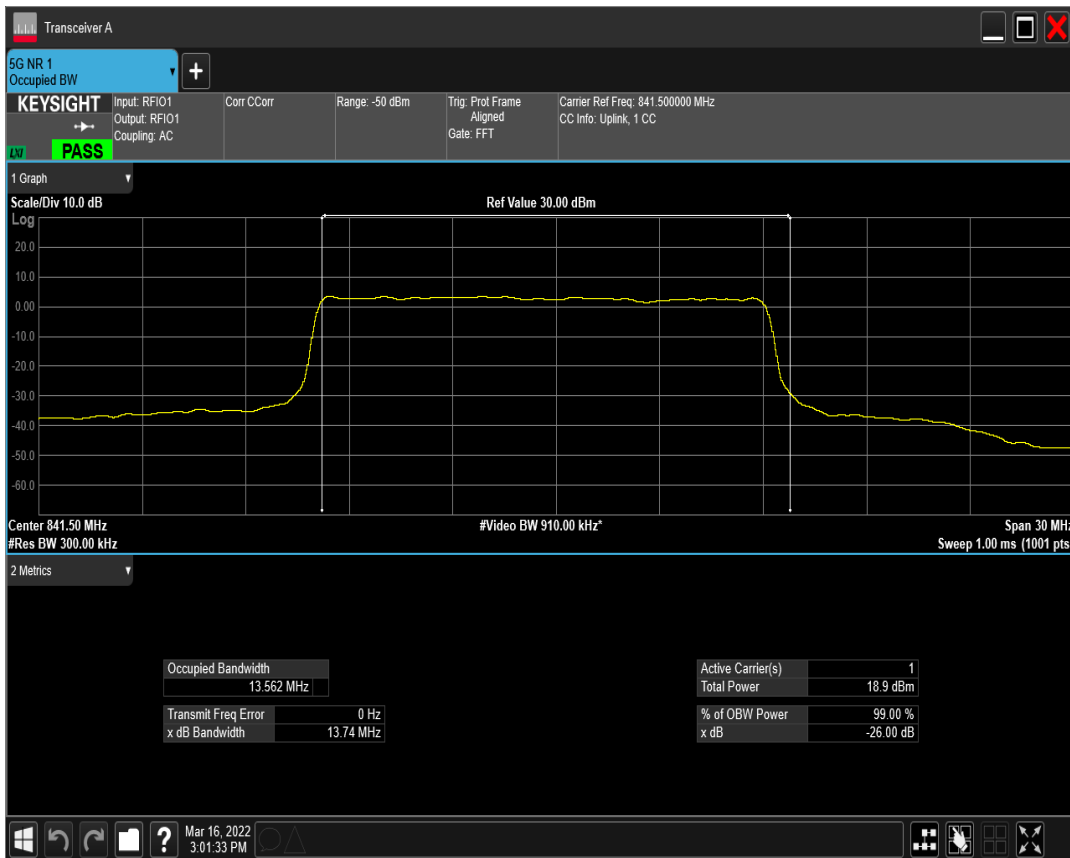 Transceiver A
5G NR 1
Occupied BW
+
KEYSIGHT
LXI
PASS
Input: RFIO1
Output: RFIO1
Coupling: AC
Corr CCorr
Range: -50 dBm
Trig: Prot Frame
Aligned
Gate: FFT
Carrier Ref Freq: 841.500000 MHz
CC Info: Uplink, 1 CC
1 Graph
Scale/Div 10.0 dB
Ref Value 30.00 dBm
Log
20.0
10.0
0.00
-10.0
-20.0
-30.0
-40.0
-50.0
-60.0
Center 841.50 MHz
#Video BW 910.00 kHz*
Span 30 MHz
#Res BW 300.00 kHz
Sweep 1.00 ms (1001 pts
2 Metrics
Occupied Bandwidth
13.562 MHz
Transmit Freq Error 0 Hz
x dB Bandwidth 13.74 MHz
Active Carrier(s) 1
Total Power 18.9 dBm
% of OBW Power 99.00 %
x dB -26.00 dB
?
Mar 16, 2022
3:01:33 PM